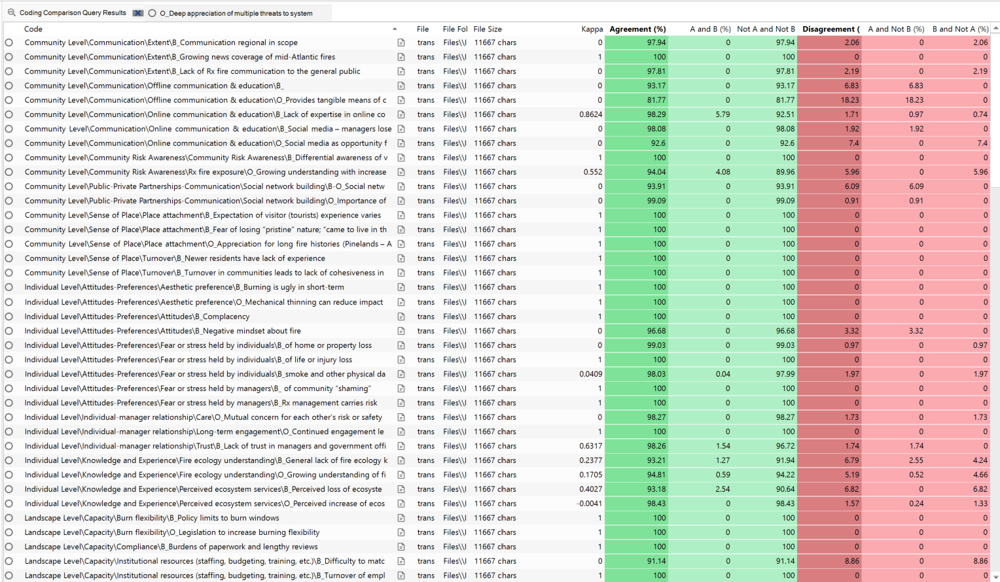 Coding Comparison Query Results O_Deep appreciation of multiple threats to system
Code File File Fol File Size Kappa Agreement (%) A and B (%) Not A and Not B Disagreement ( A and Not B (%) B and Not A (%)
Community Level\Communication\Extent\B_Communication regional in scope trans Files\\I 11667 chars 0 97.94 0 97.94 2.06 0 2.06
Community Level\Communication\Extent\B_Growing news coverage of mid-Atlantic fires trans Files\\I 11667 chars 1 100 0 100 0 0 0
Community Level\Communication\Extent\B_Lack of Rx fire communication to the general public trans Files\\I 11667 chars 0 97.81 0 97.81 2.19 0 2.19
Community Level\Communication\Offline communication & education\B_ trans Files\\I 11667 chars 0 93.17 0 93.17 6.83 6.83 0
Community Level\Communication\Offline communication & education\O_Provides tangible means of c trans Files\\I 11667 chars 0 81.77 0 81.77 18.23 18.23 0
Community Level\Communication\Online communication & education\B_Lack of expertise in online co trans Files\\I 11667 chars 0.8624 98.29 5.79 92.51 1.71 0.97 0.74
Community Level\Communication\Online communication & education\B_Social media – managers lose trans Files\\I 11667 chars 0 98.08 0 98.08 1.92 1.92 0
Community Level\Communication\Online communication & education\O_Social media as opportunity f trans Files\\I 11667 chars 0 92.6 0 92.6 7.4 0 7.4
Community Level\Community Risk Awareness\Community Risk Awareness\B_Differential awareness of v trans Files\\I 11667 chars 1 100 0 100 0 0 0
Community Level\Community Risk Awareness\Rx fire exposure\O_Growing understanding with increase trans Files\\I 11667 chars 0.552 94.04 4.08 89.96 5.96 0 5.96
Community Level\Public-Private Partnerships-Communication\Social network building\B-O_Social netw trans Files\\I 11667 chars 0 93.91 0 93.91 6.09 6.09 0
Community Level\Public-Private Partnerships-Communication\Social network building\O_Importance of trans Files\\I 11667 chars 0 99.09 0 99.09 0.91 0.91 0
Community Level\Sense of Place\Place attachment\B_Expectation of visitor (tourists) experience varies trans Files\\I 11667 chars 1 100 0 100 0 0 0
Community Level\Sense of Place\Place attachment\B_Fear of losing “pristine” nature; “came to live in th trans Files\\I 11667 chars 1 100 0 100 0 0 0
Community Level\Sense of Place\Place attachment\O_Appreciation for long fire histories (Pinelands – A trans Files\\I 11667 chars 1 100 0 100 0 0 0
Community Level\Sense of Place\Turnover\B_Newer residents have lack of experience trans Files\\I 11667 chars 1 100 0 100 0 0 0
Community Level\Sense of Place\Turnover\B_Turnover in communities leads to lack of cohesiveness in trans Files\\I 11667 chars 1 100 0 100 0 0 0
Individual Level\Attitudes-Preferences\Aesthetic preference\B_Burning is ugly in short-term trans Files\\I 11667 chars 1 100 0 100 0 0 0
Individual Level\Attitudes-Preferences\Aesthetic preference\O_Mechanical thinning can reduce impact trans Files\\I 11667 chars 1 100 0 100 0 0 0
Individual Level\Attitudes-Preferences\Attitudes\B_Complacency trans Files\\I 11667 chars 1 100 0 100 0 0 0
Individual Level\Attitudes-Preferences\Attitudes\B_Negative mindset about fire trans Files\\I 11667 chars 0 96.68 0 96.68 3.32 3.32 0
Individual Level\Attitudes-Preferences\Fear or stress held by individuals\B_of home or property loss trans Files\\I 11667 chars 0 99.03 0 99.03 0.97 0 0.97
Individual Level\Attitudes-Preferences\Fear or stress held by individuals\B_of life or injury loss trans Files\\I 11667 chars 1 100 0 100 0 0 0
Individual Level\Attitudes-Preferences\Fear or stress held by individuals\B_smoke and other physical da trans Files\\I 11667 chars 0.0409 98.03 0.04 97.99 1.97 0 1.97
Individual Level\Attitudes-Preferences\Fear or stress held by managers\B_ of community “shaming” trans Files\\I 11667 chars 1 100 0 100 0 0 0
Individual Level\Attitudes-Preferences\Fear or stress held by managers\B_Rx management carries risk trans Files\\I 11667 chars 1 100 0 100 0 0 0
Individual Level\Individual-manager relationship\Care\O_Mutual concern for each other’s risk or safety trans Files\\I 11667 chars 0 98.27 0 98.27 1.73 0 1.73
Individual Level\Individual-manager relationship\Long-term engagement\O_Continued engagement le trans Files\\I 11667 chars 1 100 0 100 0 0 0
Individual Level\Individual-manager relationship\Trust\B_Lack of trust in managers and government offi trans Files\\I 11667 chars 0.6317 98.26 1.54 96.72 1.74 1.74 0
Individual Level\Knowledge and Experience\Fire ecology understanding\B_General lack of fire ecology k trans Files\\I 11667 chars 0.2377 93.21 1.27 91.94 6.79 2.55 4.24
Individual Level\Knowledge and Experience\Fire ecology understanding\O_Growing understanding of fi trans Files\\I 11667 chars 0.1705 94.81 0.59 94.22 5.19 0.52 4.66
Individual Level\Knowledge and Experience\Perceived ecosystem services\B_Perceived loss of ecosyste trans Files\\I 11667 chars 0.4027 93.18 2.54 90.64 6.82 0 6.82
Individual Level\Knowledge and Experience\Perceived ecosystem services\O_Perceived increase of ecos trans Files\\I 11667 chars -0.0041 98.43 0 98.43 1.57 0.24 1.33
Landscape Level\Capacity\Burn flexibility\B_Policy limits to burn windows trans Files\\I 11667 chars 1 100 0 100 0 0 0
Landscape Level\Capacity\Burn flexibility\O_Legislation to increase burning flexibility trans Files\\I 11667 chars 1 100 0 100 0 0 0
Landscape Level\Capacity\Compliance\B_Burdens of paperwork and lengthy reviews trans Files\\I 11667 chars 1 100 0 100 0 0 0
Landscape Level\Capacity\Institutional resources (staffing, budgeting, training, etc.)\B_Difficulty to matc trans Files\\I 11667 chars 0 91.14 0 91.14 8.86 0 8.86
Landscape Level\Capacity\Institutional resources (staffing, budgeting, training, etc.)\B_Turnover of empl trans Files\\I 11667 chars 1 100 0 100 0 0 0